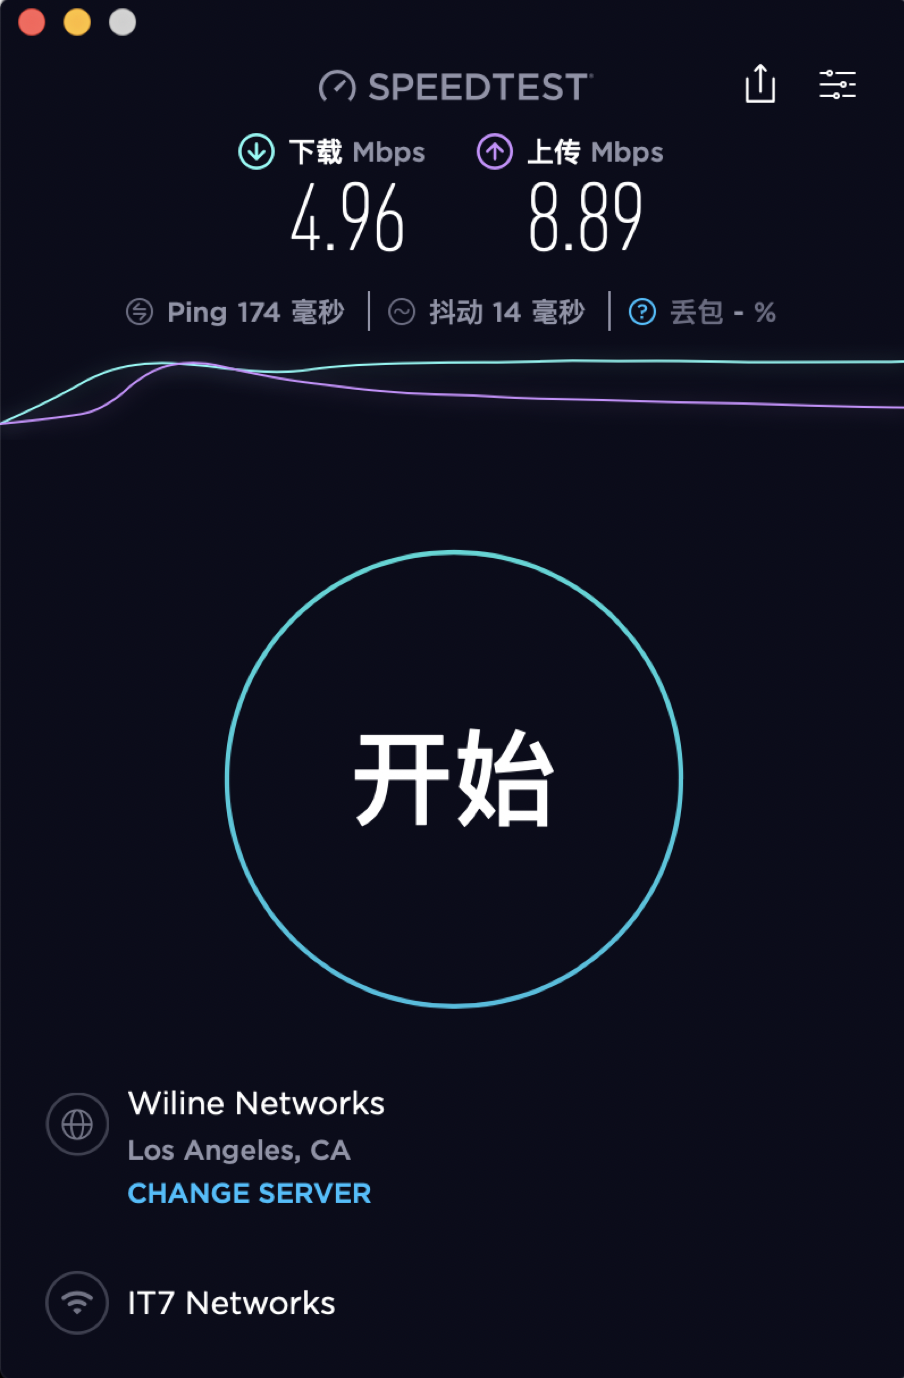 SPEEDTEST
下载 Mbps 上传 Mbps
4.96 8.89
Ping 174 毫秒 抖动 14 毫秒 ? 丢包 - %
开始
Wiline Networks
Los Angeles, CA
CHANGE SERVER
IT7 Networks